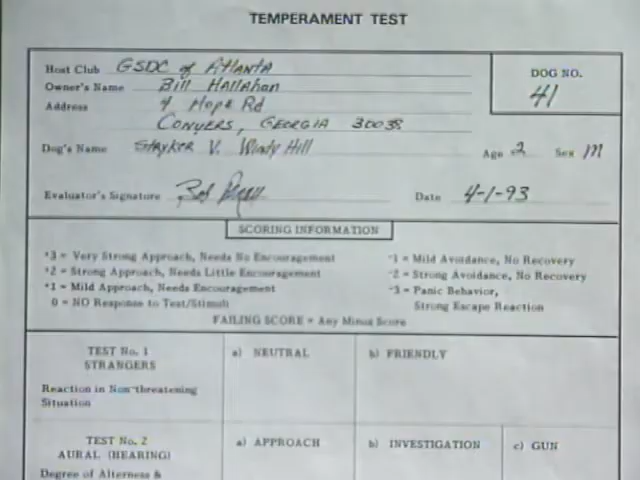 TEMPERAMENT TEST
Host Club GSDC of Atlanta
DOG NO.
41
Owner's Name Bill Hallahan
Address 4 Hope Rd
Conyers, Georgia 30038
Dog's Name Stryker V. Windy Hill
Age 2 Sex M
Evaluator's Signature Bob
Date 4-1-93
SCORING INFORMATION
+3 = Very Strong Approach, Needs No Encouragement
+2 = Strong Approach, Needs Little Encouragement
+1 = Mild Approach, Needs Encouragement
0 = NO Response to Test/Stimuli
-1 = Mild Avoidance, No Recovery
-2 = Strong Avoidance, No Recovery
-3 = Panic Behavior,
Strong Escape Reaction
FAILING SCORE = Any Minus Score
TEST No. 1
STRANGERS
Reaction in Non-threatening
Situation
a) NEUTRAL
b) FRIENDLY
TEST No. 2
AURAL (HEARING)
Degree of Alterness &
a) APPROACH
b) INVESTIGATION
c) GUN